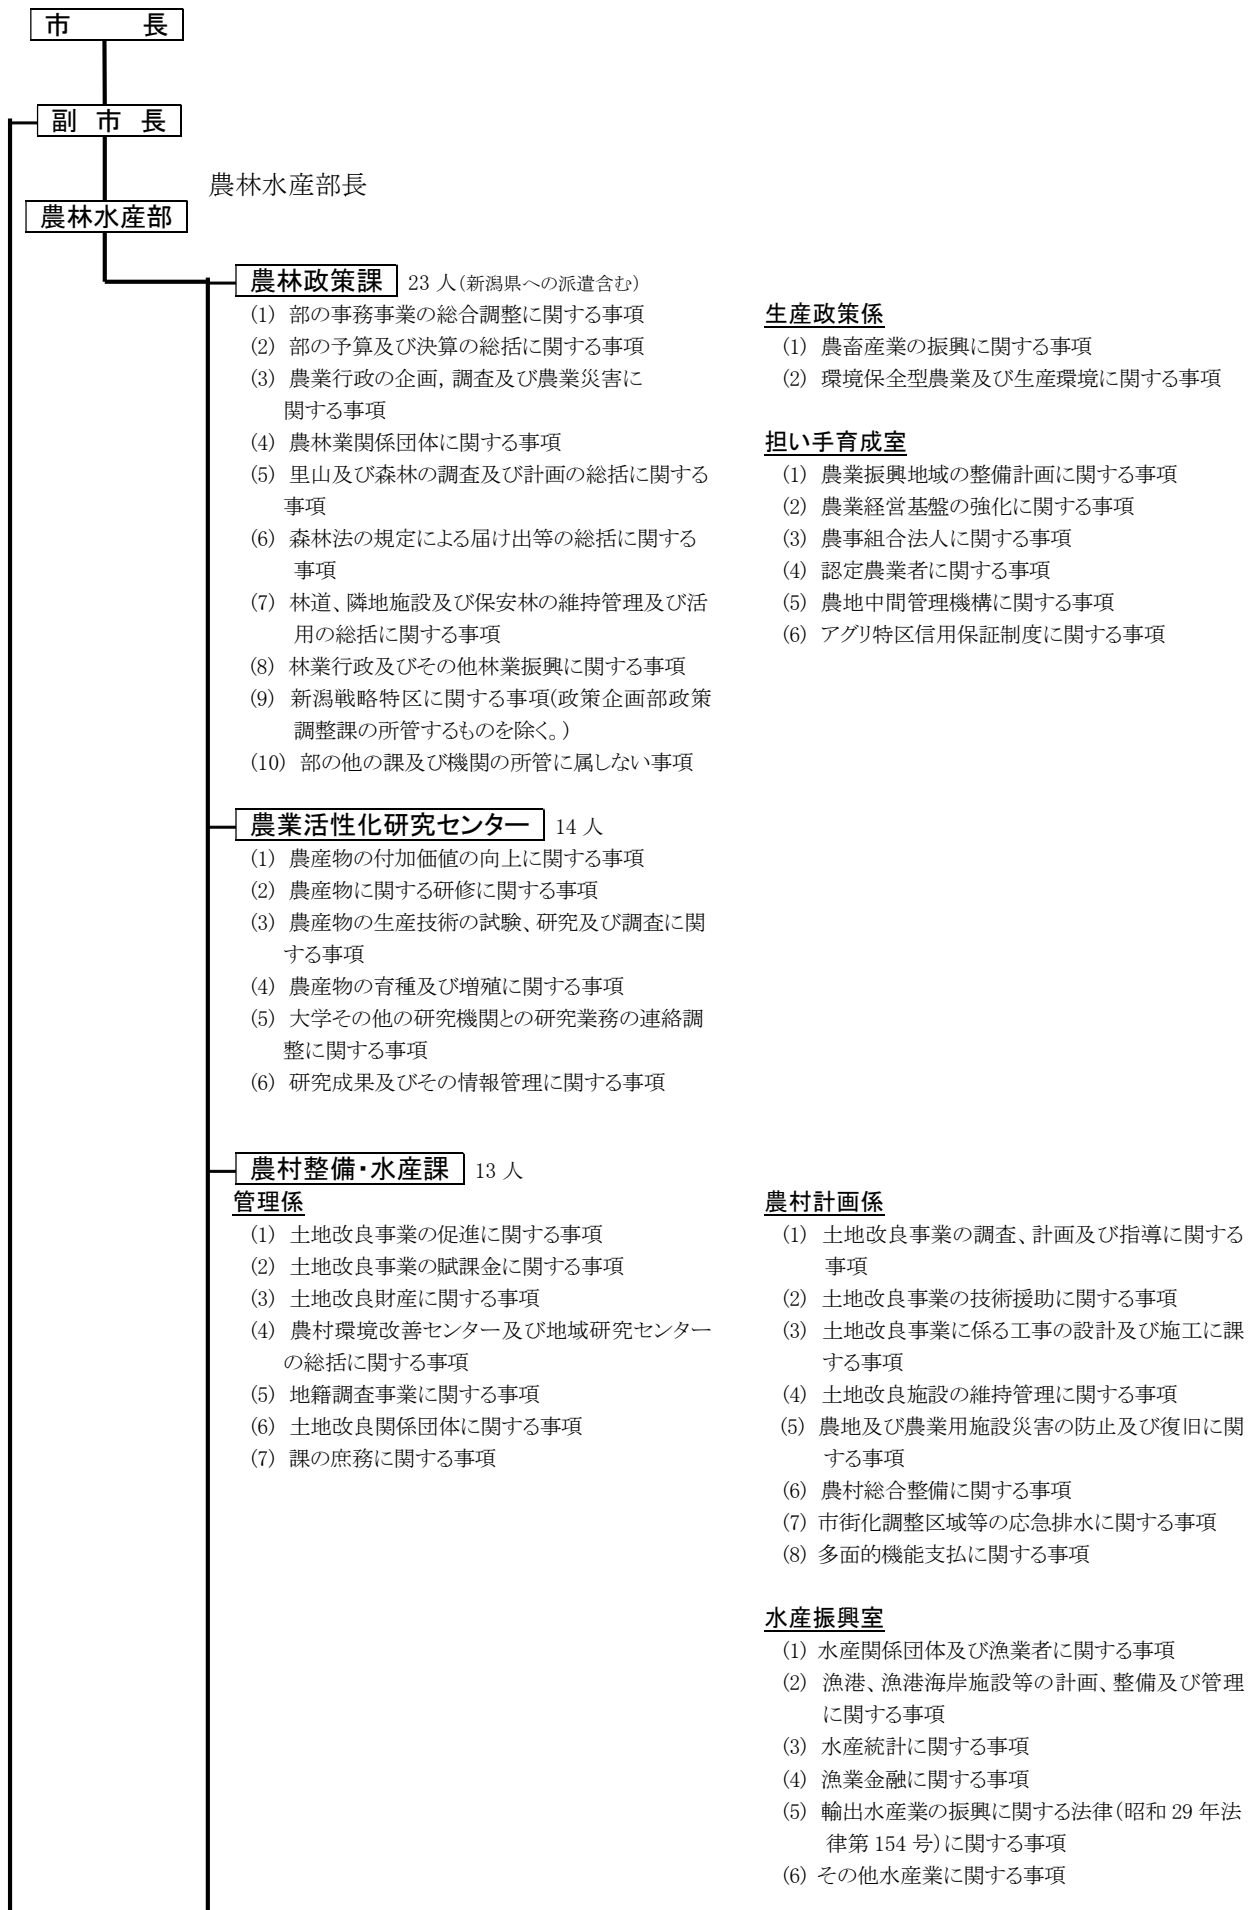 市　　長
副 市 長
農林水産部長
農林水産部
農林政策課 23 人(新潟県への派遣含む)
(1) 部の事務事業の総合調整に関する事項
(2) 部の予算及び決算の総括に関する事項
(3) 農業行政の企画, 調査及び農業災害に
関する事項
(4) 農林業関係団体に関する事項
(5) 里山及び森林の調査及び計画の総括に関する
事項
(6) 森林法の規定による届け出等の総括に関する
事項
(7) 林道、隣地施設及び保安林の維持管理及び活
用の総括に関する事項
(8) 林業行政及びその他林業振興に関する事項
(9) 新潟戦略特区に関する事項(政策企画部政策
調整課の所管するものを除く。)
(10) 部の他の課及び機関の所管に属しない事項
生産政策係
(1) 農畜産業の振興に関する事項
(2) 環境保全型農業及び生産環境に関する事項
担い手育成室
(1) 農業振興地域の整備計画に関する事項
(2) 農業経営基盤の強化に関する事項
(3) 農事組合法人に関する事項
(4) 認定農業者に関する事項
(5) 農地中間管理機構に関する事項
(6) アグリ特区信用保証制度に関する事項
農業活性化研究センター 14 人
(1) 農産物の付加価値の向上に関する事項
(2) 農産物に関する研修に関する事項
(3) 農産物の生産技術の試験、研究及び調査に関
する事項
(4) 農産物の育種及び増殖に関する事項
(5) 大学その他の研究機関との研究業務の連絡調
整に関する事項
(6) 研究成果及びその情報管理に関する事項
農村整備・水産課 13 人
管理係
(1) 土地改良事業の促進に関する事項
(2) 土地改良事業の賦課金に関する事項
(3) 土地改良財産に関する事項
(4) 農村環境改善センター及び地域研究センター
の総括に関する事項
(5) 地籍調査事業に関する事項
(6) 土地改良関係団体に関する事項
(7) 課の庶務に関する事項
農村計画係
(1) 土地改良事業の調査、計画及び指導に関する
事項
(2) 土地改良事業の技術援助に関する事項
(3) 土地改良事業に係る工事の設計及び施工に課
する事項
(4) 土地改良施設の維持管理に関する事項
(5) 農地及び農業用施設災害の防止及び復旧に関
する事項
(6) 農村総合整備に関する事項
(7) 市街化調整区域等の応急排水に関する事項
(8) 多面的機能支払に関する事項
水産振興室
(1) 水産関係団体及び漁業者に関する事項
(2) 漁港、漁港海岸施設等の計画、整備及び管理
に関する事項
(3) 水産統計に関する事項
(4) 漁業金融に関する事項
(5) 輸出水産業の振興に関する法律(昭和 29 年法
律第 154 号)に関する事項
(6) その他水産業に関する事項